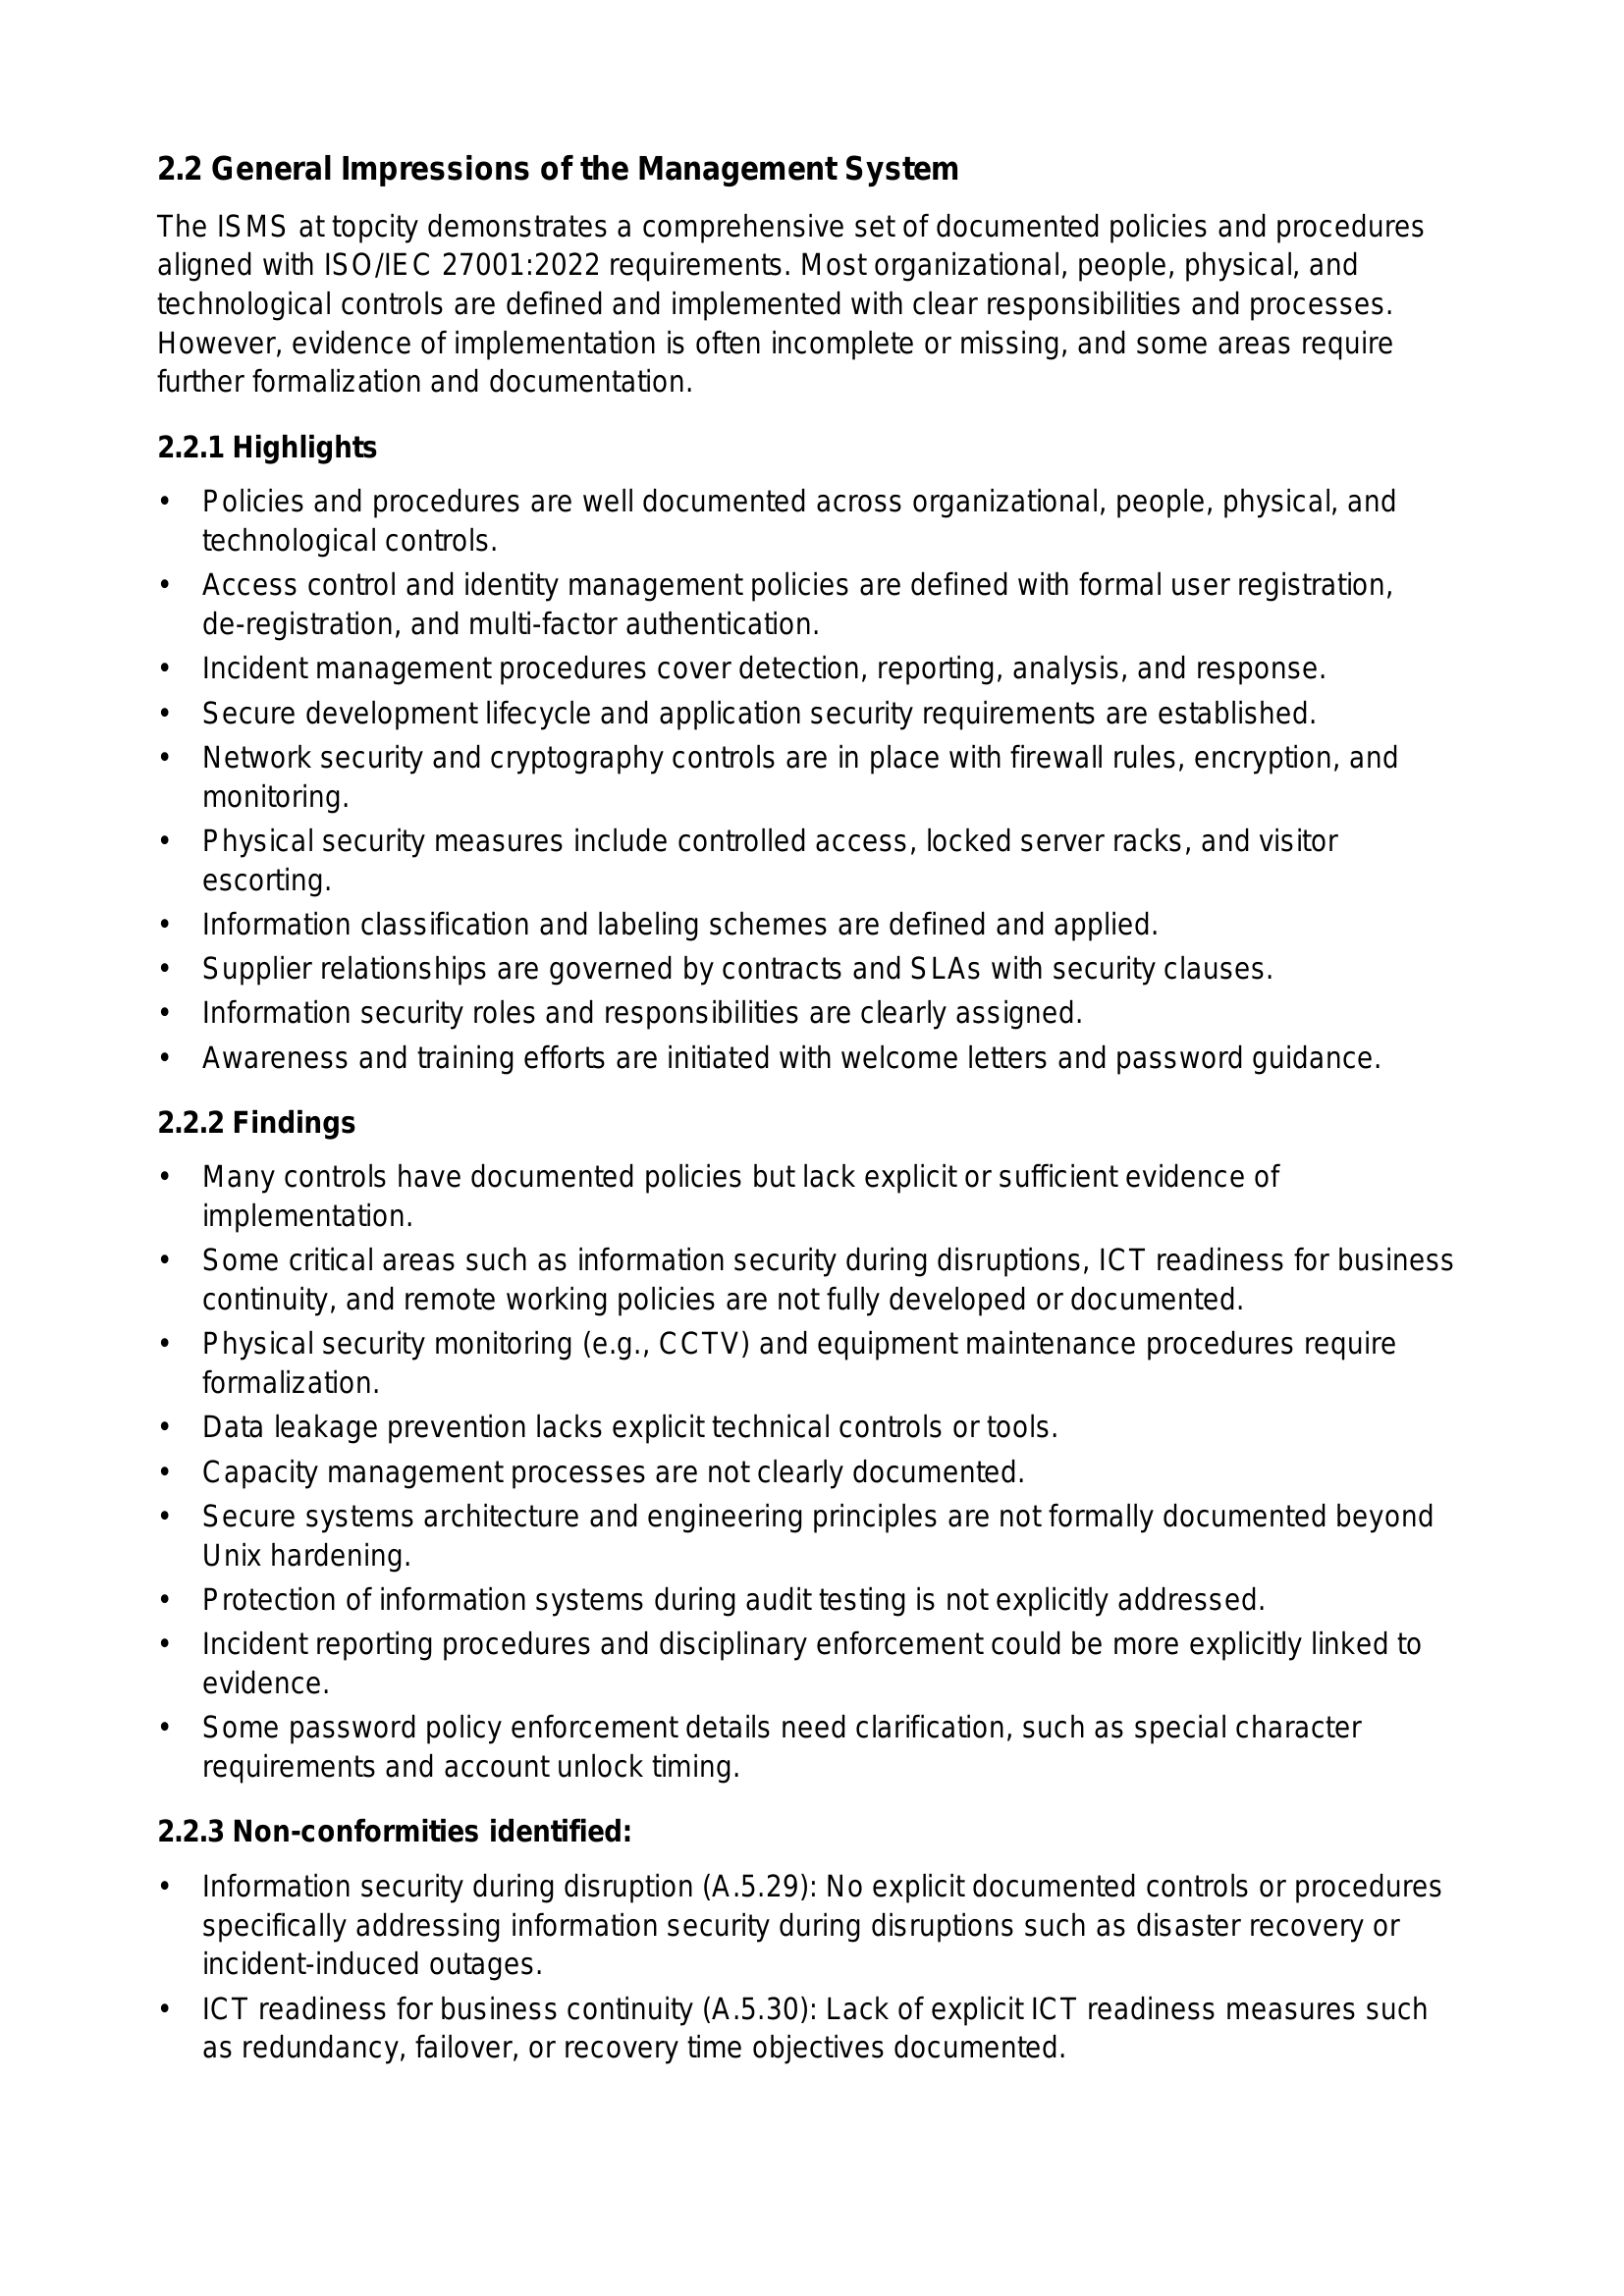 2.2 General Impressions of the Management System
The ISMS at topcity demonstrates a comprehensive set of documented policies and procedures
aligned with ISO/IEC 27001:2022 requirements. Most organizational, people, physical, and
technological controls are defined and implemented with clear responsibilities and processes.
However, evidence of implementation is often incomplete or missing, and some areas require
further formalization and documentation.
2.2.1 Highlights
• Policies and procedures are well documented across organizational, people, physical, and
technological controls.
• Access control and identity management policies are defined with formal user registration,
de-registration, and multi-factor authentication.
• Incident management procedures cover detection, reporting, analysis, and response.
• Secure development lifecycle and application security requirements are established.
• Network security and cryptography controls are in place with firewall rules, encryption, and
monitoring.
• Physical security measures include controlled access, locked server racks, and visitor
escorting.
• Information classification and labeling schemes are defined and applied.
• Supplier relationships are governed by contracts and SLAs with security clauses.
• Information security roles and responsibilities are clearly assigned.
• Awareness and training efforts are initiated with welcome letters and password guidance.
2.2.2 Findings
• Many controls have documented policies but lack explicit or sufficient evidence of
implementation.
• Some critical areas such as information security during disruptions, ICT readiness for business
continuity, and remote working policies are not fully developed or documented.
• Physical security monitoring (e.g., CCTV) and equipment maintenance procedures require
formalization.
• Data leakage prevention lacks explicit technical controls or tools.
• Capacity management processes are not clearly documented.
• Secure systems architecture and engineering principles are not formally documented beyond
Unix hardening.
• Protection of information systems during audit testing is not explicitly addressed.
• Incident reporting procedures and disciplinary enforcement could be more explicitly linked to
evidence.
• Some password policy enforcement details need clarification, such as special character
requirements and account unlock timing.
2.2.3 Non-conformities identified:
• Information security during disruption (A.5.29): No explicit documented controls or procedures
specifically addressing information security during disruptions such as disaster recovery or
incident-induced outages.
• ICT readiness for business continuity (A.5.30): Lack of explicit ICT readiness measures such
as redundancy, failover, or recovery time objectives documented.